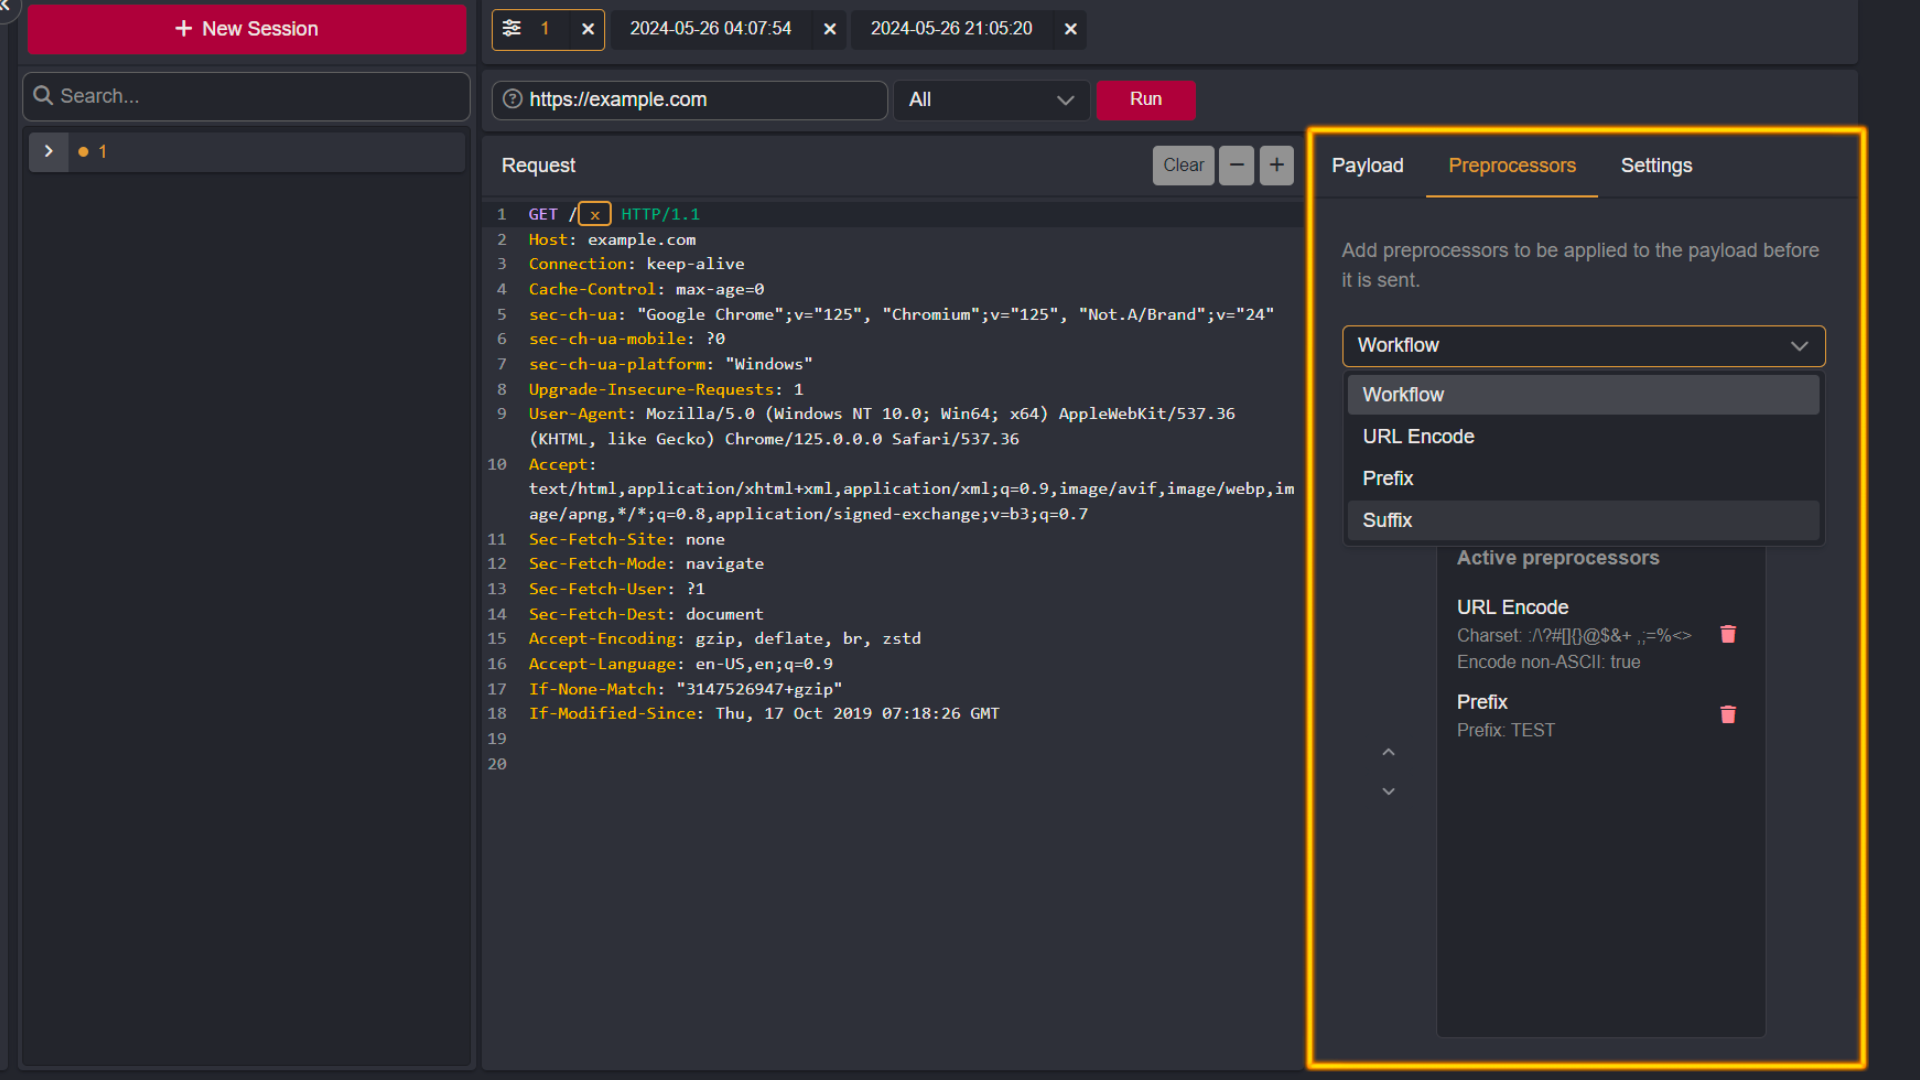 + New Session
Search...
1
1
2024-05-26 04:07:54
2024-05-26 21:05:20
https://example.com
All
Run
Request
Clear
1 GET /x HTTP/1.1
2 Host: example.com
3 Connection: keep-alive
4 Cache-Control: max-age=0
5 sec-ch-ua: "Google Chrome";v="125", "Chromium";v="125", "Not.A/Brand";v="24"
6 sec-ch-ua-mobile: ?0
7 sec-ch-ua-platform: "Windows"
8 Upgrade-Insecure-Requests: 1
9 User-Agent: Mozilla/5.0 (Windows NT 10.0; Win64; x64) AppleWebKit/537.36
(KHTML, like Gecko) Chrome/125.0.0.0 Safari/537.36
10 Accept:
text/html,application/xhtml+xml,application/xml;q=0.9,image/avif,image/webp,im
age/apng,*/*;q=0.8,application/signed-exchange;v=b3;q=0.7
11 Sec-Fetch-Site: none
12 Sec-Fetch-Mode: navigate
13 Sec-Fetch-User: ?1
14 Sec-Fetch-Dest: document
15 Accept-Encoding: gzip, deflate, br, zstd
16 Accept-Language: en-US,en;q=0.9
17 If-None-Match: "3147526947+gzip"
18 If-Modified-Since: Thu, 17 Oct 2019 07:18:26 GMT
19
20
Payload
Preprocessors
Settings
Add preprocessors to be applied to the payload before
it is sent.
Workflow
Workflow
URL Encode
Prefix
Suffix
Active preprocessors
URL Encode
Charset: :/\?#[]{}@$&+ ,;=%<>
Encode non-ASCII: true
Prefix
Prefix: TEST